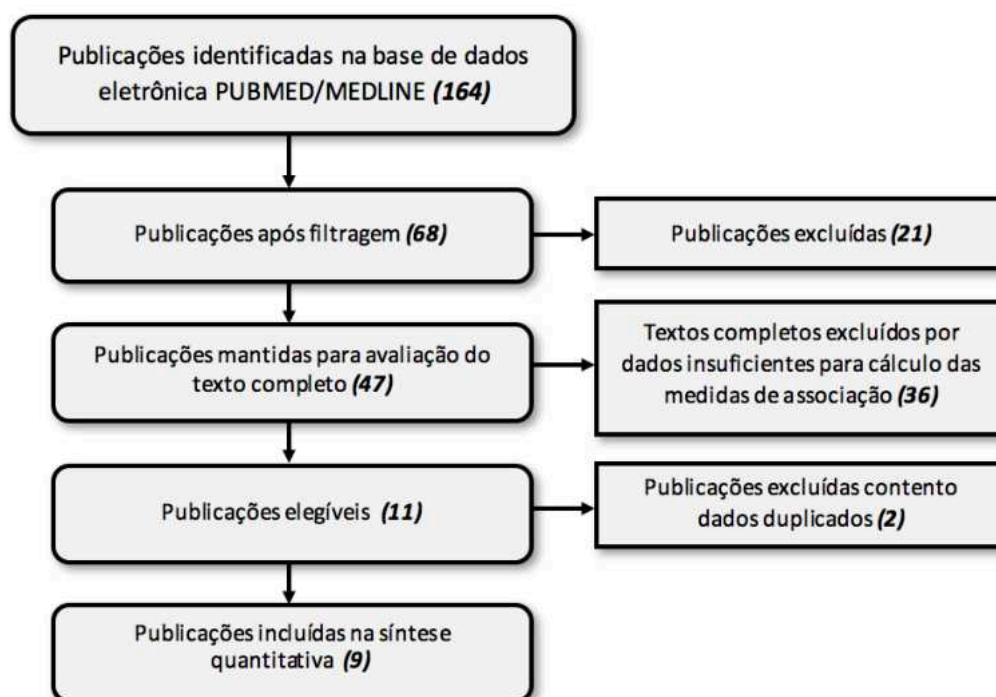 Publicações identificadas na base de dados
eletrônica PUBMED/MEDLINE (164)
Publicações após filtragem (68)
Publicações excluídas (21)
Publicações mantidas para avaliação do
texto completo (47)
Textos completos excluídos por
dados insuficientes para cálculo das
medidas de associação (36)
Publicações elegíveis (11)
Publicações excluídas contento
dados duplicados (2)
Publicações incluídas na síntese
quantitativa (9)